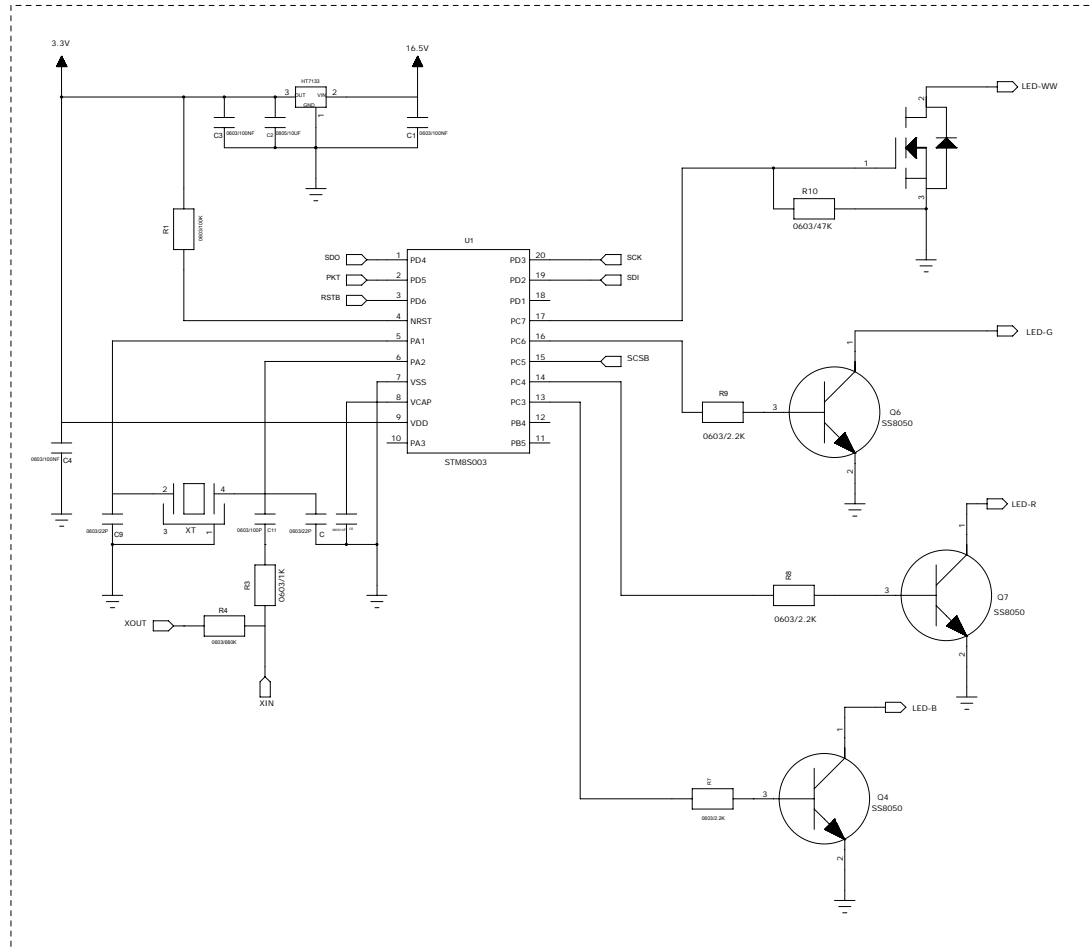 3.3V
16.5V
HT7133
3 OUT VIN 2
GND
1
C3 0603/100NF
C2 0805/10UF
C1 0603/100NF
R1 0603/100K
2
LED-WW
1
3
R10
0603/47K
U1
SDO 1 PD4 PD3 20 SCK
PKT 2 PD5 PD2 19 SDI
RSTB 3 PD6 PD1 18
4 NRST PC7 17
5 PA1 PC6 16
6 PA2 PC5 15 SCSB
7 VSS PC4 14
8 VCAP PC3 13
9 VDD PB4 12
10 PA3 PB5 11
STM8S003
1
LED-G
R9
3
0603/2.2K
Q6
SS8050
2
0603/100NF C4
2 4
3 XT 1
0603/22P C9
0603/100P C11
0603/22P C
R3 0603/1K
R4
XOUT
0603/680K
XIN
1
LED-R
R8
3
0603/2.2K
Q7
SS8050
2
1
LED-B
R7
3
0603/2.2K
Q4
SS8050
2